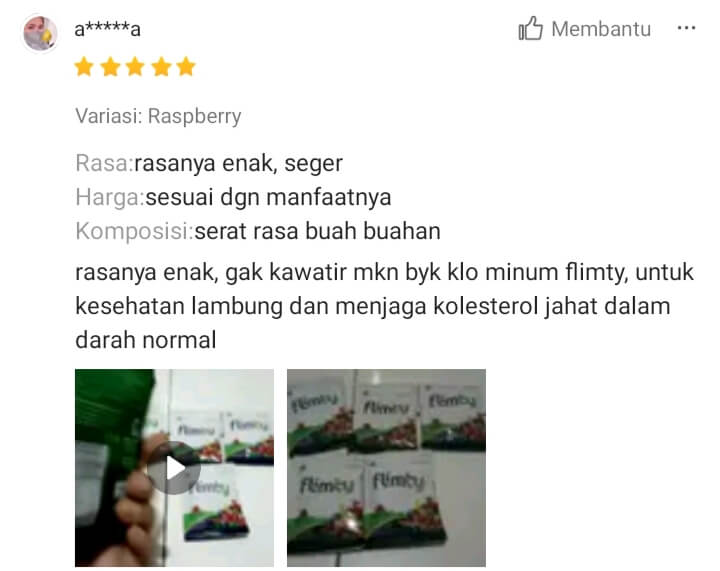 a*****a
Membantu
Variasi: Raspberry
Rasa:rasanya enak, seger
Harga:sesuai dgn manfaatnya
Komposisi:serat rasa buah buahan
rasanya enak, gak kawatir mkn byk klo minum flimty, untuk
kesehatan lambung dan menjaga kolesterol jahat dalam
darah normal
flimty
flimty
flimty
flimty
flimty
flimty
flimty
flimty